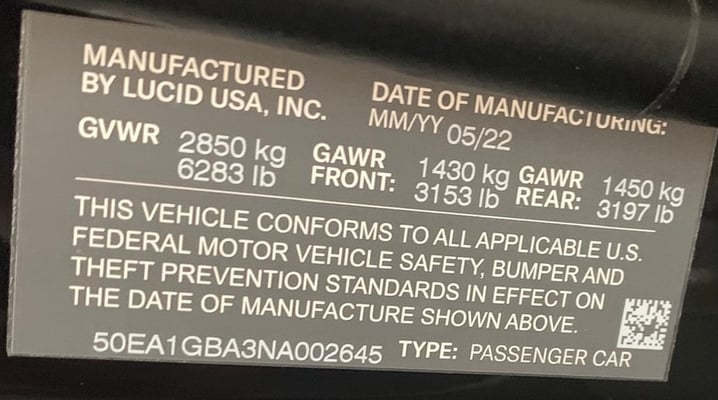 MANUFACTURED
BY LUCID USA, INC.
DATE OF MANUFACTURING:
MM/YY 05/22
GVWR 2850 kg
6283 lb
GAWR
FRONT: 1430 kg
3153 lb
GAWR
REAR: 1450 kg
3197 lb
THIS VEHICLE CONFORMS TO ALL APPLICABLE U.S.
FEDERAL MOTOR VEHICLE SAFETY, BUMPER AND
THEFT PREVENTION STANDARDS IN EFFECT ON
THE DATE OF MANUFACTURE SHOWN ABOVE.
50EA1GBA3NA002645 TYPE: PASSENGER CAR